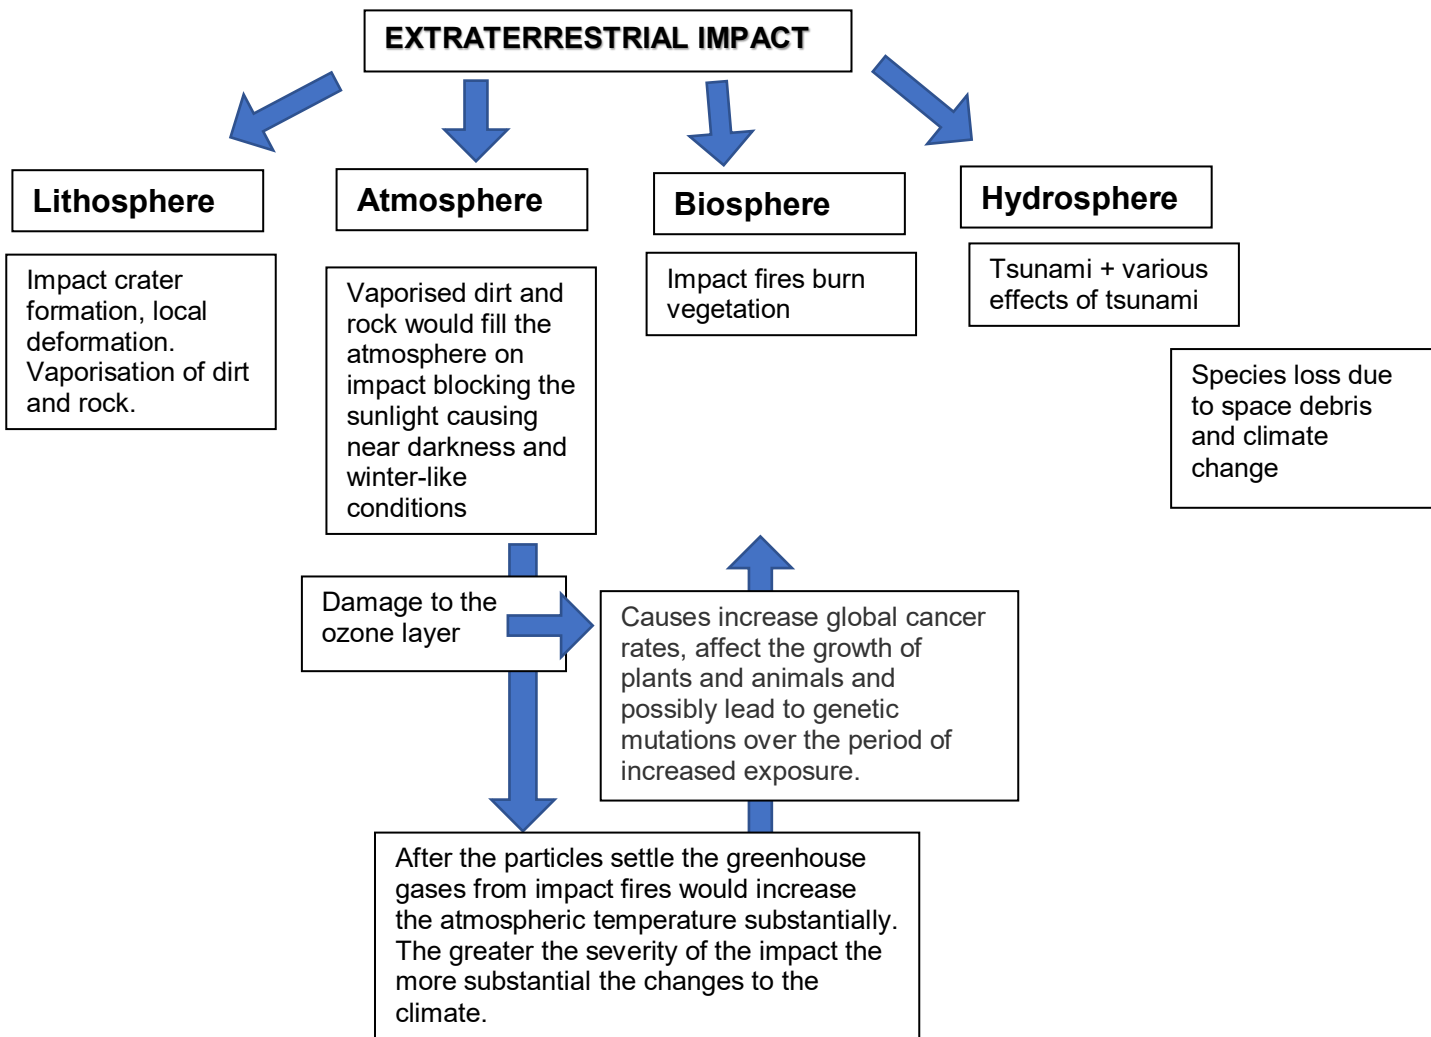 EXTRATERRESTRIAL IMPACT
Lithosphere
Atmosphere
Biosphere
Hydrosphere
Impact crater
formation, local
deformation.
Vaporisation of dirt
and rock.
Vaporised dirt and
rock would fill the
atmosphere on
impact blocking the
sunlight causing
near darkness and
winter-like
conditions
Impact fires burn
vegetation
Tsunami + various
effects of tsunami
Species loss due
to space debris
and climate
change
Damage to the
ozone layer
Causes increase global cancer
rates, affect the growth of
plants and animals and
possibly lead to genetic
mutations over the period of
increased exposure.
After the particles settle the greenhouse
gases from impact fires would increase
the atmospheric temperature substantially.
The greater the severity of the impact the
more substantial the changes to the
climate.